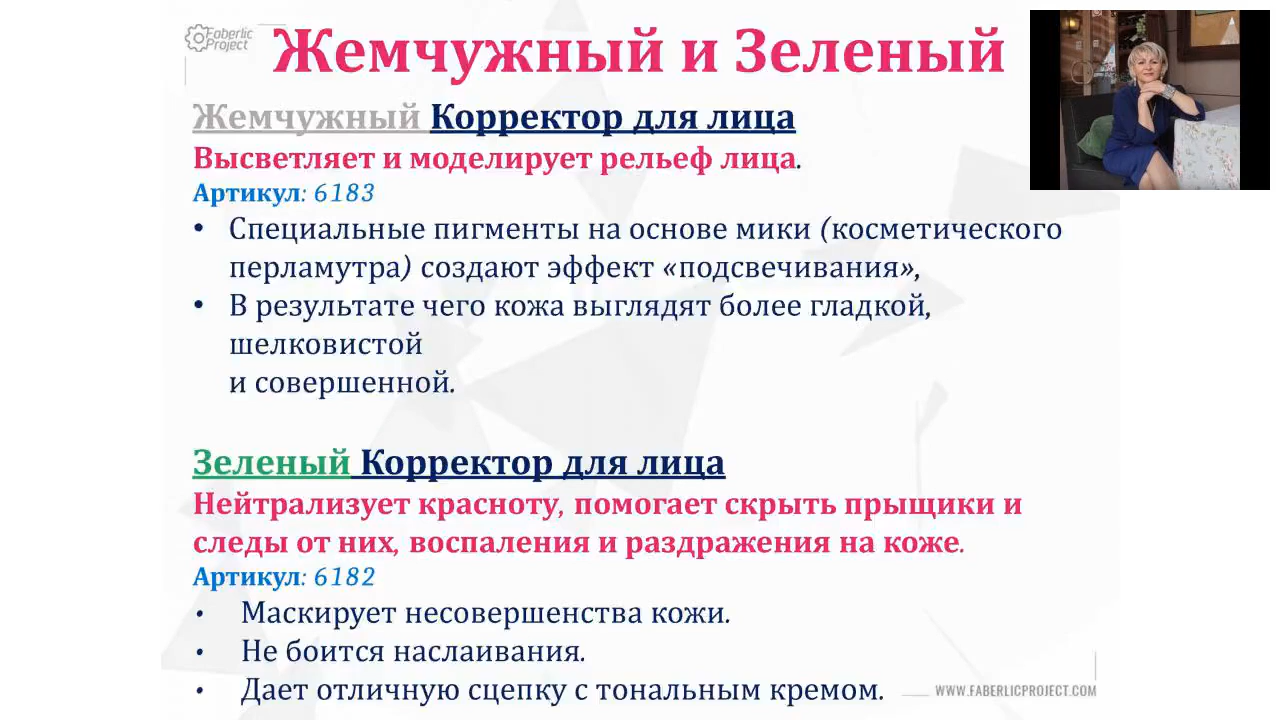 Faberlic
Project
Жемчужный и Зеленый
Жемчужный Корректор для лица
Высветляет и моделирует рельеф лица.
Артикул: 6183
• Специальные пигменты на основе мики (косметического
перламутра) создают эффект «подсвечивания»,
• В результате чего кожа выглядят более гладкой,
шелковистой
и совершенной.
Зеленый Корректор для лица
Нейтрализует красноту, помогает скрыть прыщики и
следы от них, воспаления и раздражения на коже.
Артикул: 6182
• Маскирует несовершенства кожи.
• Не боится наслаивания.
• Дает отличную сцепку с тональным кремом.
WWW.FABERLICPROJECT.COM